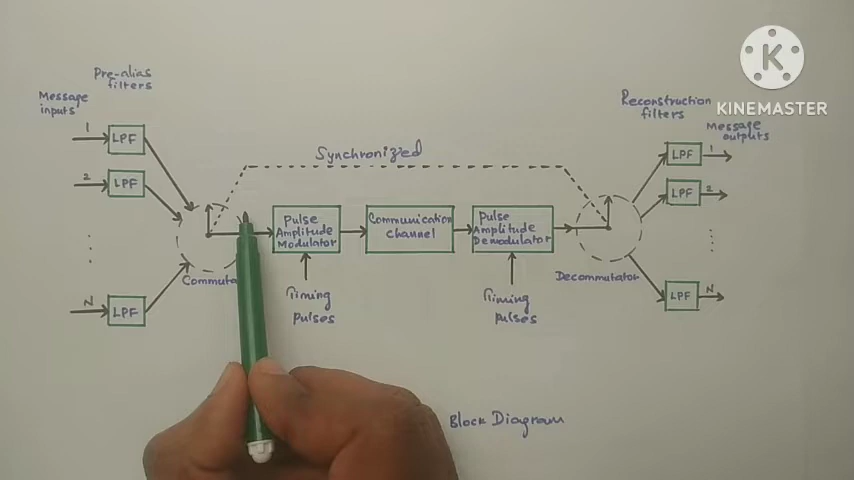 Pre-alias
filters
Message
inputs
1
LPF
2
LPF
N
LPF
Synchronized
Pulse
Amplitude
Modulator
Communication
channel
Pulse
Amplitude
Demodulator
Timing
pulses
Timing
pulses
Commuta
Decommutator
Reconstruction
filters
Message
outputs
LPF
1
LPF
2
LPF
N
Block Diagram
K
KINEMASTER